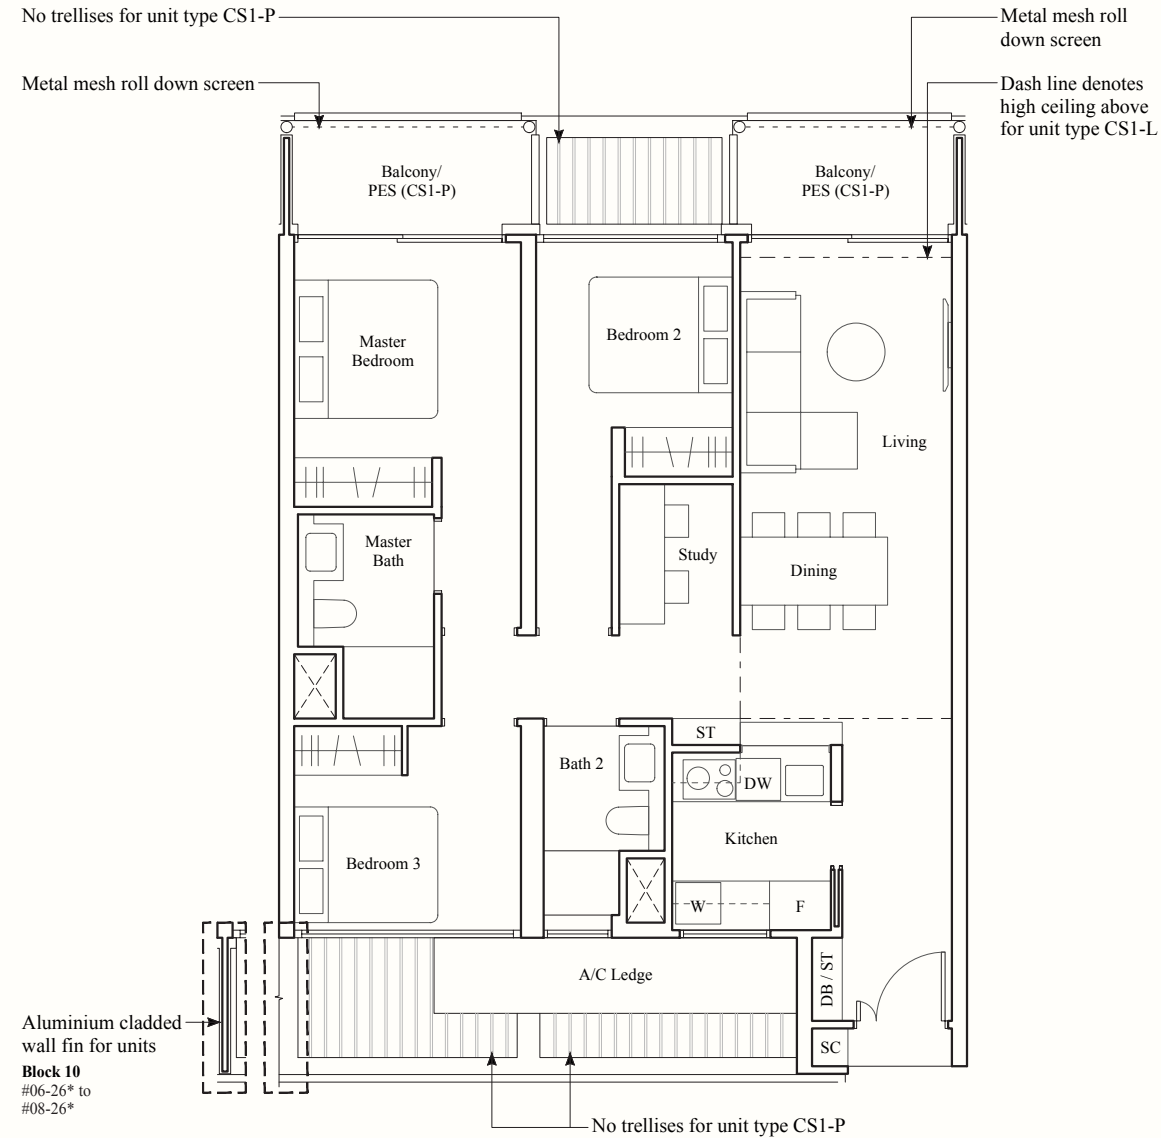 No trellises for unit type CS1-P
Metal mesh roll
down screen
Metal mesh roll down screen
Dash line denotes
high ceiling above
for unit type CS1-L
Balcony/
PES (CS1-P)
Balcony/
PES (CS1-P)
Master
Bedroom
Bedroom 2
Living
Master
Bath
Study
Dining
ST
Bath 2
DW
Kitchen
Bedroom 3
W
F
A/C Ledge
DB / ST
SC
Aluminium cladded
wall fin for units
Block 10
#06-26* to
#08-26*
No trellises for unit type CS1-P